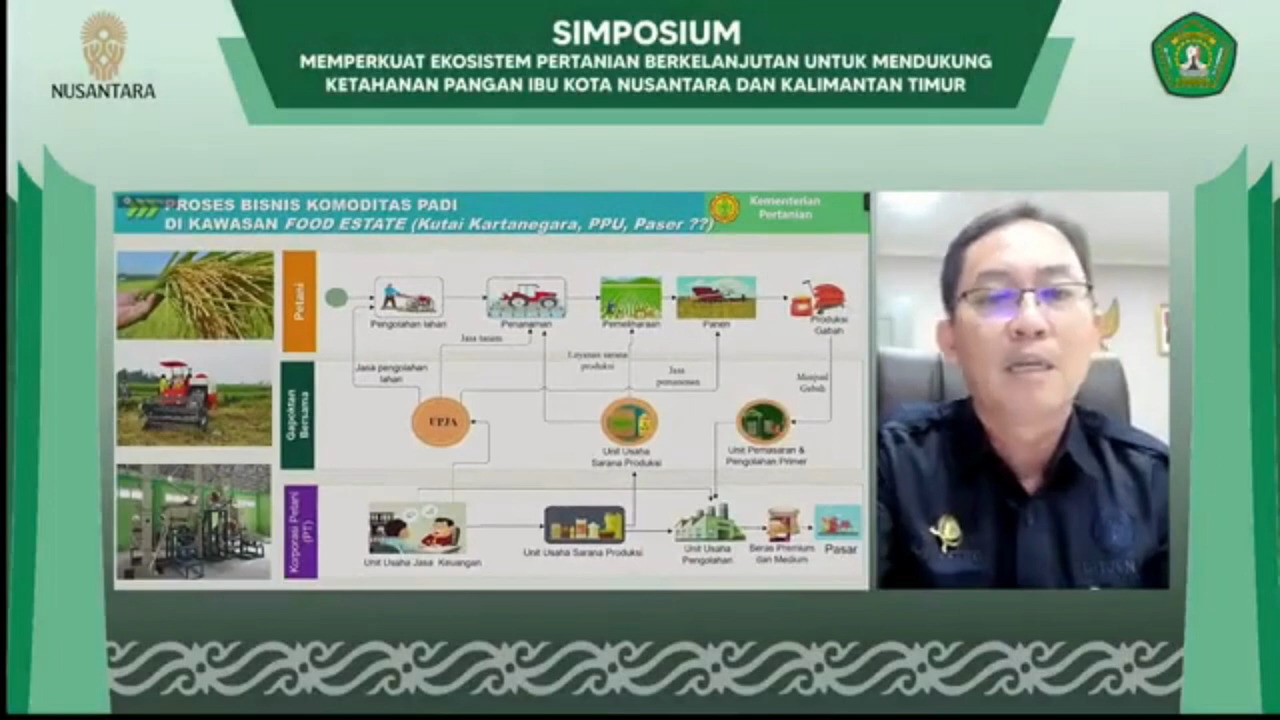 SIMPOSIUM
MEMPERKUAT EKOSISTEM PERTANIAN BERKELANJUTAN UNTUK MENDUKUNG
KETAHANAN PANGAN IBU KOTA NUSANTARA DAN KALIMANTAN TIMUR
NUSANTARA
PROSES BISNIS KOMODITAS PADI
DI KAWASAN FOOD ESTATE (Kutai Kartanegara, PPU, Paser ??)
Kementerian
Pertanian
Petani
Pengolahan lahan
Penanaman
Pemeliharaan
Panen
Produksi
Gabah
Jasa tanam
Jasa pengolahan
lahan
Layanan sarana
produksi
Jasa
pemanenan
Menjual
Gabah
Gapoktan
Bersama
UPJA
Unit Usaha
Sarana Produksi
Unit Pemasaran &
Pengolahan Primer
Korporasi Petani
(PT)
Unit Usaha Jasa Keuangan
Unit Usaha Sarana Produksi
Unit Usaha
Pengolahan
Beras Premium
dan Medium
Pasar